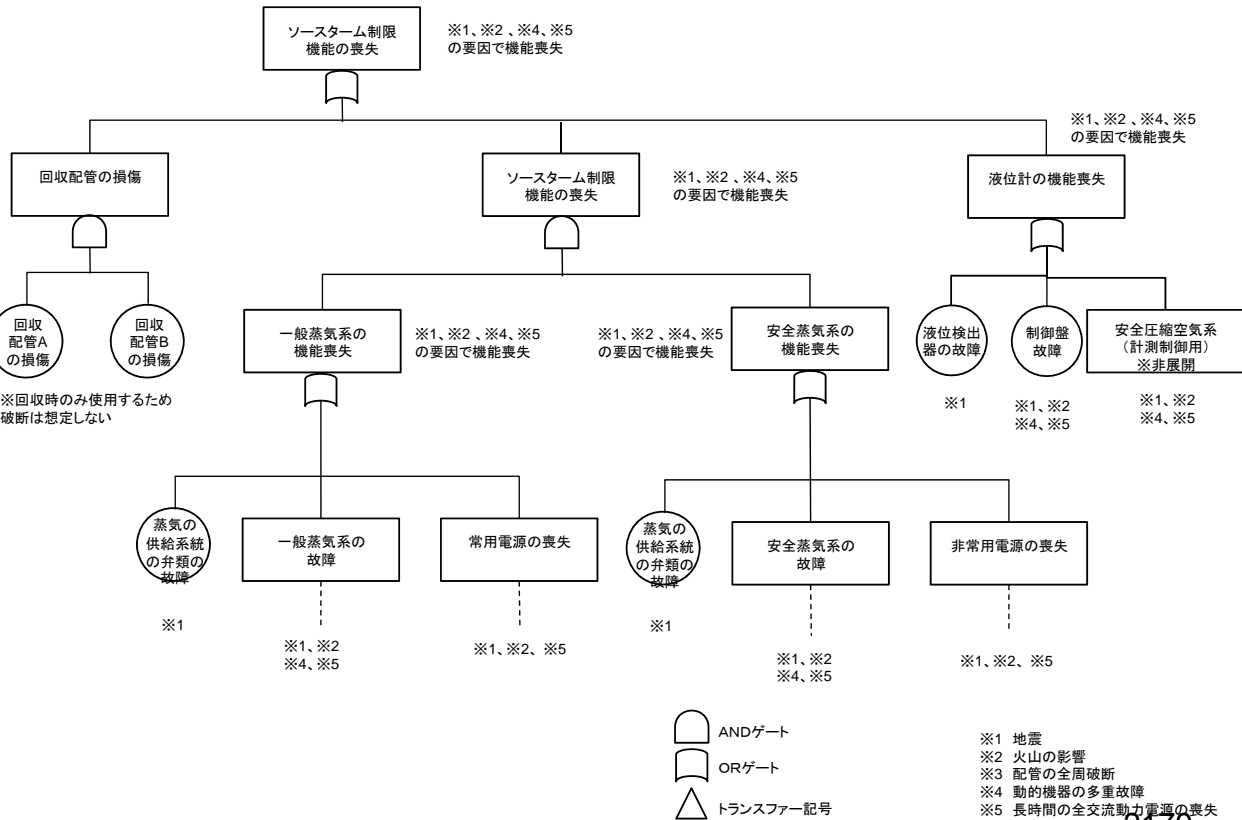 ソースターム制限
機能の喪失
※1、※2 、※4、※5
の要因で機能喪失
※1、※2 、※4、※5
の要因で機能喪失
回収配管の損傷
ソースターム制限
機能の喪失
※1、※2 、※4、※5
の要因で機能喪失
液位計の機能喪失
回収
配管A
の損傷
回収
配管B
の損傷
※回収時のみ使用するため
破断は想定しない
一般蒸気系の
機能喪失
※1、※2 、※4、※5
の要因で機能喪失
※1、※2 、※4、※5
の要因で機能喪失
安全蒸気系の
機能喪失
液位検出
器の故障
※1
制御盤
故障
※1、※2
※4、※5
安全圧縮空気系
（計測制御用）
※非展開
※1、※2
※4、※5
蒸気の
供給系統
の弁類の
故障
※1
一般蒸気系の
故障
※1、※2
※4、※5
常用電源の喪失
※1、※2、※5
蒸気の
供給系統
の弁類の
故障
※1
安全蒸気系の
故障
※1、※2
※4、※5
非常用電源の喪失
※1、※2、※5
ANDゲート
ORゲート
トランスファー記号
※1 地震
※2 火山の影響
※3 配管の全周破断
※4 動的機器の多重故障
※5 長時間の全交流動力電源の喪失